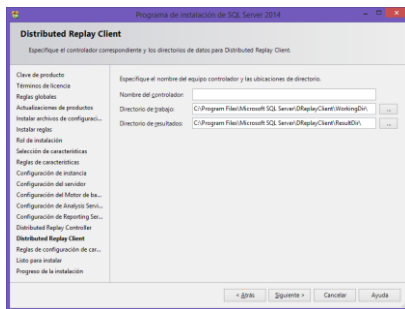 Programa de instalación de SQL Server 2014
Distributed Replay Client
Especifique el controlador correspondiente y los directorios de datos para Distributed Replay Client.
Clave de producto
Términos de licencia
Reglas globales
Actualizaciones de productos
Instalar archivos de configuraci...
Instalar reglas
Rol de instalación
Selección de características
Reglas de características
Configuración de instancia
Configuración del servidor
Configuración del Motor de ba...
Configuración de Analysis Servi...
Configuración de Reporting Ser...
Distributed Replay Controller
Distributed Replay Client
Reglas de configuración de car...
Listo para instalar
Progreso de la instalación
Especifique el nombre del equipo controlador y las ubicaciones de directorio.
Nombre del controlador:
Directorio de trabajo: C:\Program Files\Microsoft SQL Server\DReplayClient\WorkingDir\ ...
Directorio de resultados: C:\Program Files\Microsoft SQL Server\DReplayClient\ResultDir\ ...
< Atrás Siguiente > Cancelar Ayuda